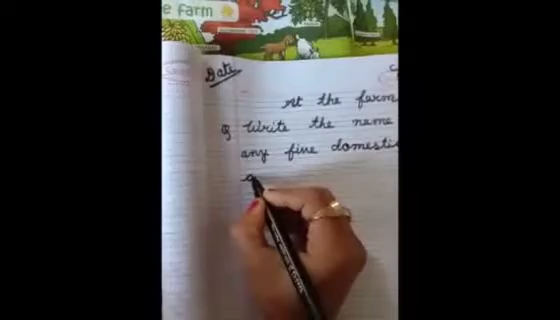 e farm
Date
At the farm
Q Write the name
any five domesti